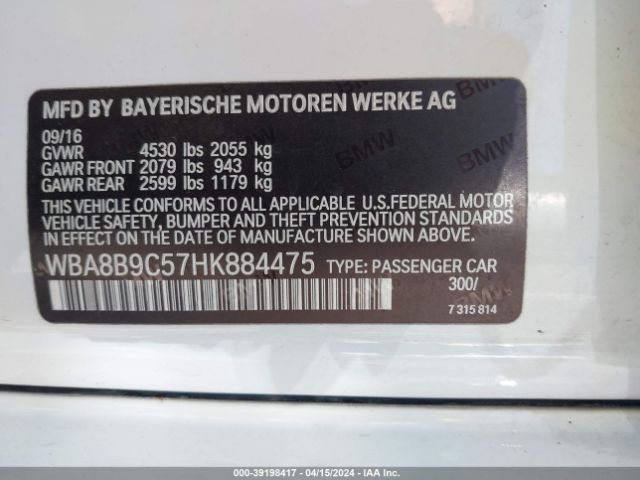 MFD BY BAYERISCHE MOTOREN WERKE AG
09/16
GVWR 4530 lbs 2055 kg
GAWR FRONT 2079 lbs 943 kg
GAWR REAR 2599 lbs 1179 kg
THIS VEHICLE CONFORMS TO ALL APPLICABLE U.S.FEDERAL MOTOR
VEHICLE SAFETY, BUMPER AND THEFT PREVENTION STANDARDS
IN EFFECT ON THE DATE OF MANUFACTURE SHOWN ABOVE.
WBA8B9C57HK884475 TYPE: PASSENGER CAR
300/
7 315 814
000-39198417 - 04/15/2024 - IAA Inc.